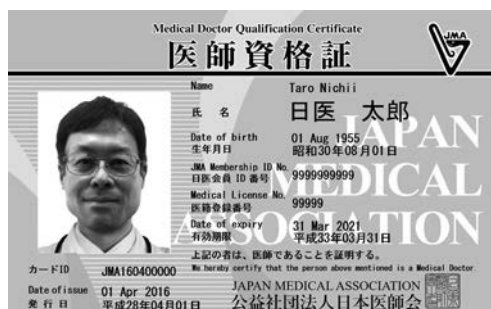 Medical Doctor Qualification Certificate
医師資格証
JMA
Name Taro Nichii
氏 名 日医 太郎
Date of birth 01 Aug 1955
生年月日 昭和30年08月01日
JMA Membership ID No.
日医会員 ID 番号 9999999999
Medical License No.
医籍登録番号 99999
Date of expiry 31 Mar 2021
有効期限 平成33年03月31日
上記の者は、医師であることを証明する。
We hereby certify that the person above mentioned is a Medical Doctor.
カードID JMA160400000
Date of issue 01 Apr 2016
発 行 日 平成28年04月01日
JAPAN MEDICAL ASSOCIATION
公益社団法人日本医師会
JAPAN
MEDICAL
ASSOCIATION